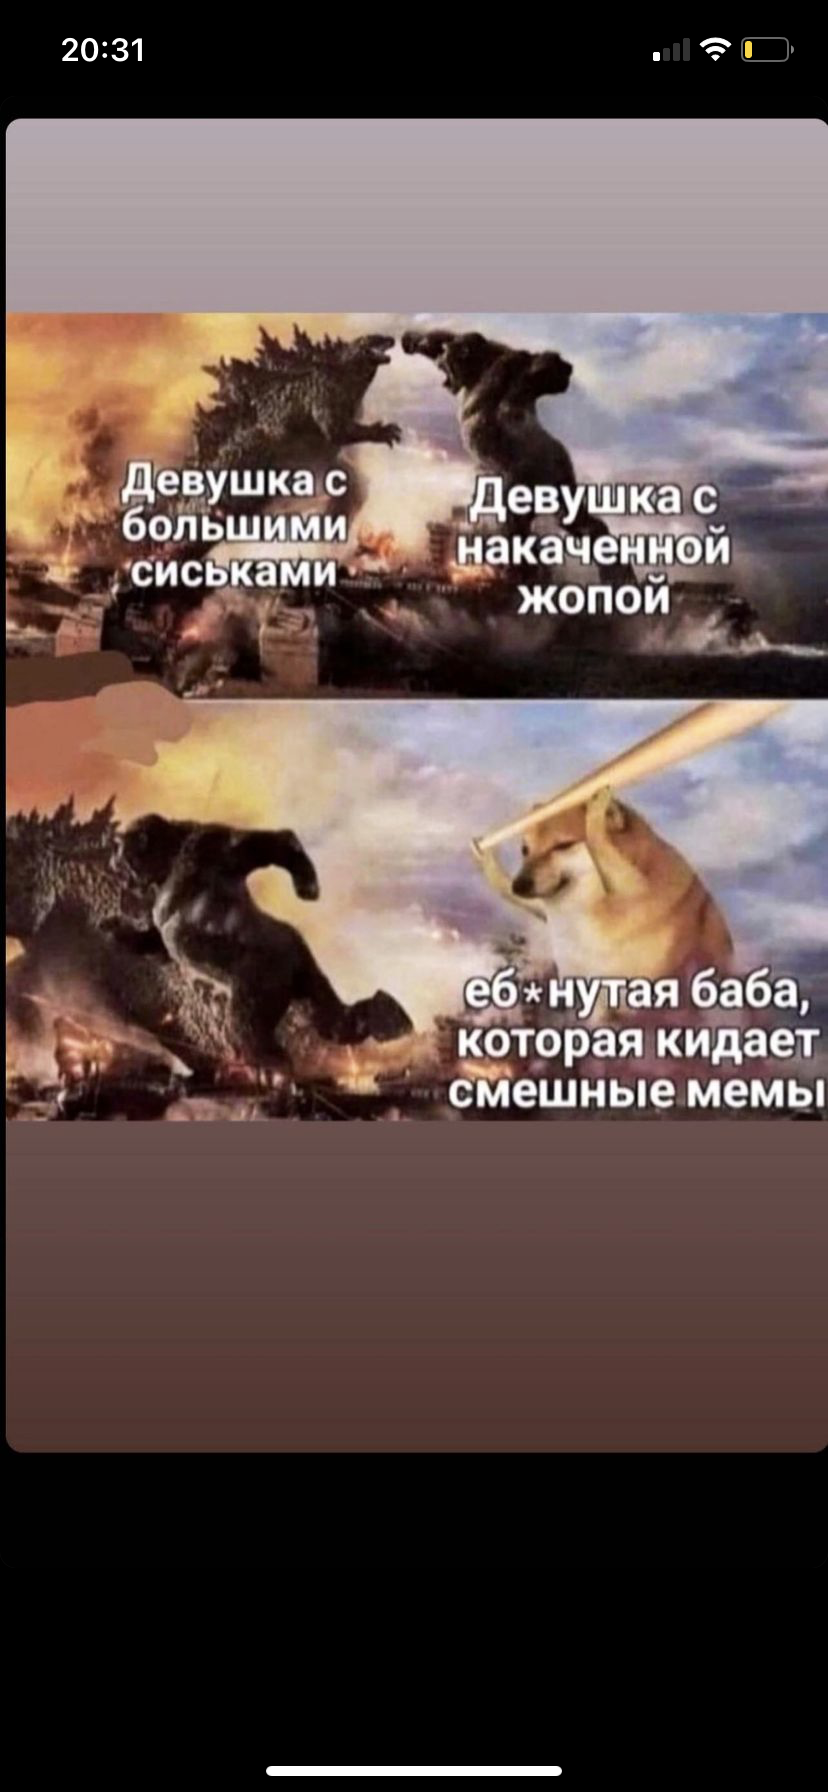 20:31
Девушка с
большими
сиськами
Девушка с
накаченной
жопой
еб*нутая баба,
которая кидает
смешные мемы